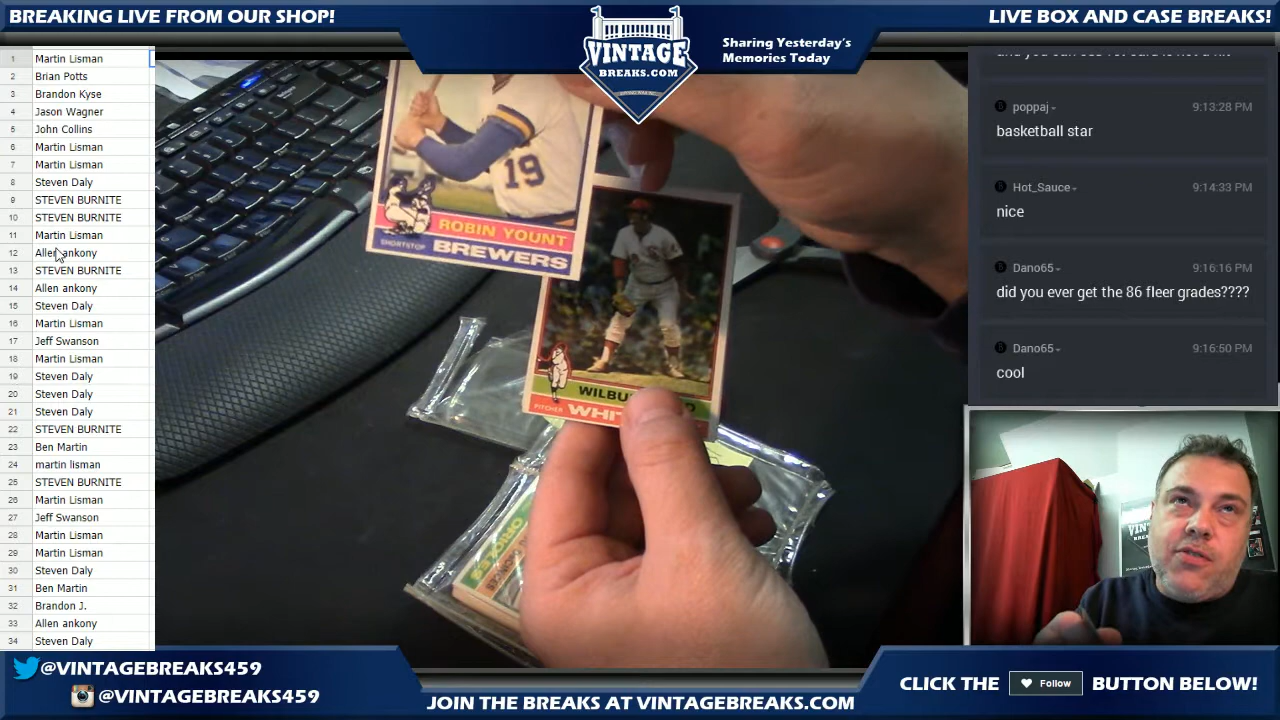 BREAKING LIVE FROM OUR SHOP!
VINTAGE
BREAKS.COM
Sharing Yesterday's
Memories Today
LIVE BOX AND CASE BREAKS!
1 Martin Lisman
2 Brian Potts
3 Brandon Kyse
4 Jason Wagner
5 John Collins
6 Martin Lisman
7 Martin Lisman
8 Steven Daly
9 STEVEN BURNITE
10 STEVEN BURNITE
11 Martin Lisman
12 Allen ankony
13 STEVEN BURNITE
14 Allen ankony
15 Steven Daly
16 Martin Lisman
17 Jeff Swanson
18 Martin Lisman
19 Steven Daly
20 Steven Daly
21 Steven Daly
22 STEVEN BURNITE
23 Ben Martin
24 martin lisman
25 STEVEN BURNITE
26 Martin Lisman
27 Jeff Swanson
28 Martin Lisman
29 Martin Lisman
30 Steven Daly
31 Ben Martin
32 Brandon J.
33 Allen ankony
34 Steven Daly
19
ROBIN YOUNT
SHORTSTOP BREWERS
WILBU
PITCHER WHIT
poppaj 9:13:28 PM
basketball star
Hot_Sauce 9:14:33 PM
nice
Dano65 9:16:16 PM
did you ever get the 86 fleer grades????
Dano65 9:16:50 PM
cool
@VINTAGEBREAKS459
@VINTAGEBREAKS459
JOIN THE BREAKS AT VINTAGEBREAKS.COM
CLICK THE Follow BUTTON BELOW!